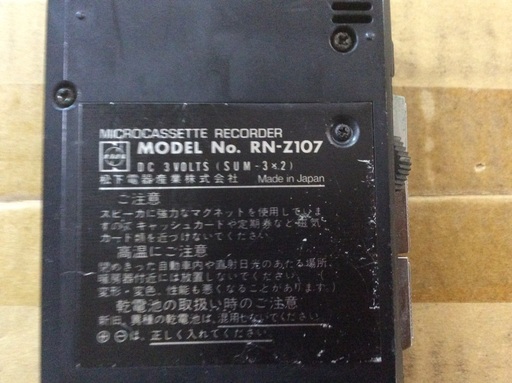 MICROCASSETTE RECORDER
MODEL No. RN-Z107
DC 3VOLTS (SUM-3×2)
松下電器産業株式会社 Made in Japan
ご注意
スピーカに強力なマグネットを使用していま
すので キャッシュカードや定期券など磁気
カード類を近づけないでください
高温にご注意
閉めきった自動車内や直射日光のあたる場所、
暖房器付近には放置しないでください。
変形・変色、性能も悪くなることがあります。)
乾電池の取扱い時のご注意
新旧、異種の乾電池は、混用しないでください。
⊕⊖は、正しく入れてください